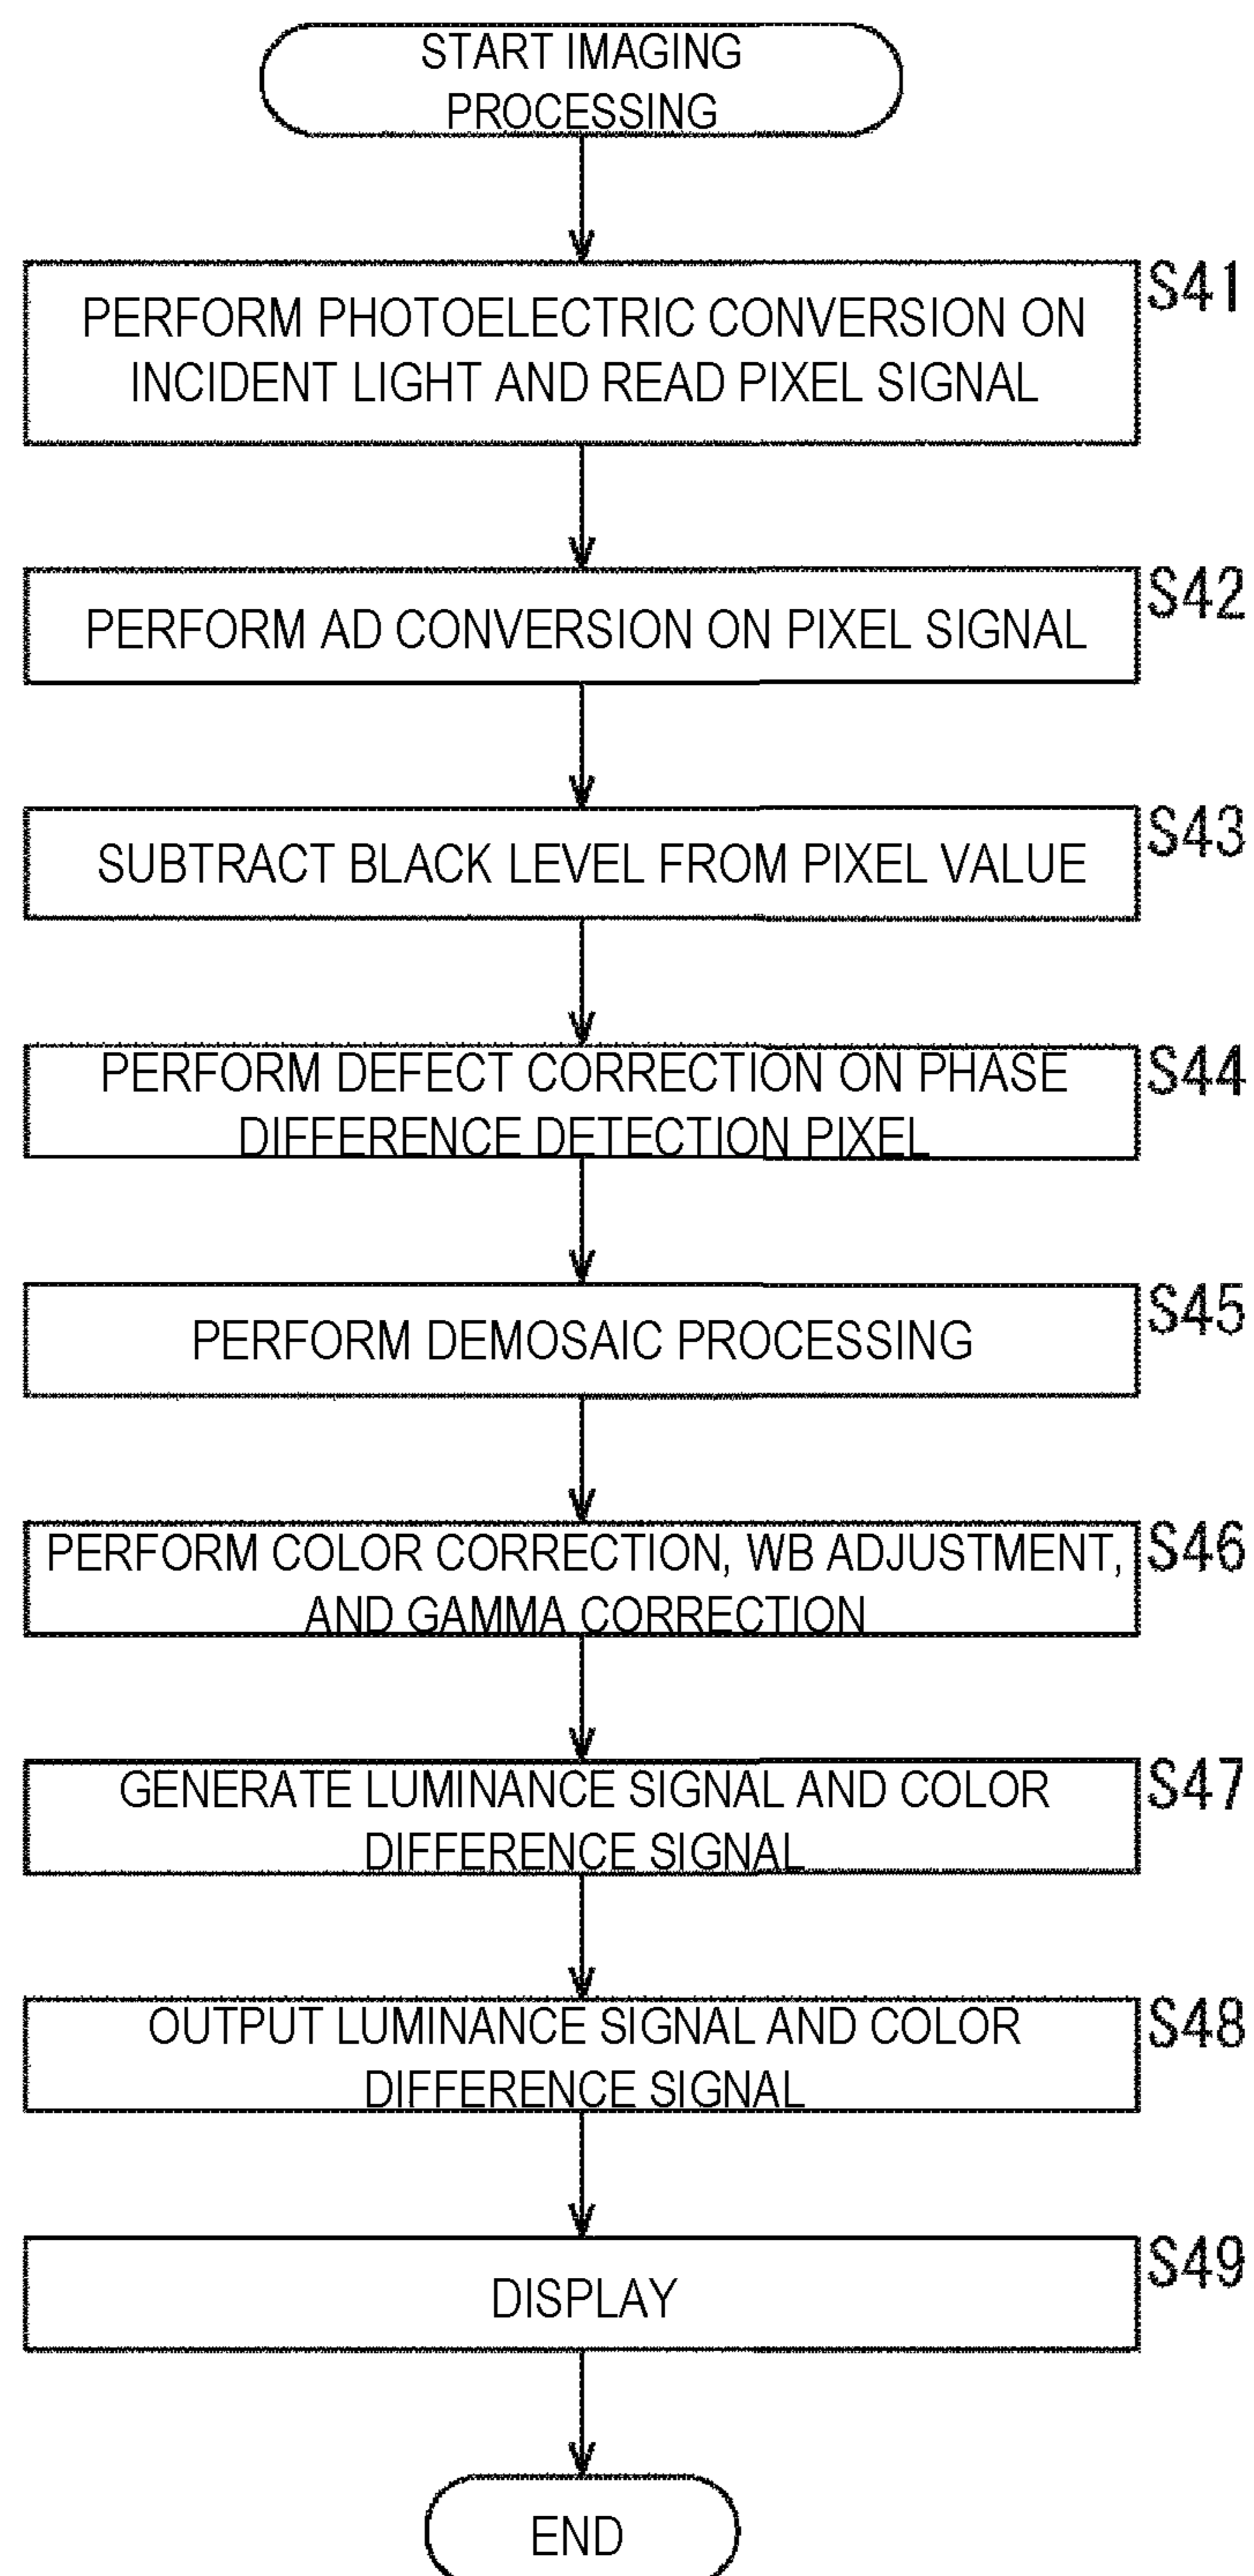 START IMAGING
PROCESSING
S41
PERFORM PHOTOELECTRIC CONVERSION ON
INCIDENT LIGHT AND READ PIXEL SIGNAL
S42
PERFORM AD CONVERSION ON PIXEL SIGNAL
S43
SUBTRACT BLACK LEVEL FROM PIXEL VALUE
S44
PERFORM DEFECT CORRECTION ON PHASE
DIFFERENCE DETECTION PIXEL
S45
PERFORM DEMOSAIC PROCESSING
S46
PERFORM COLOR CORRECTION, WB ADJUSTMENT,
AND GAMMA CORRECTION
S47
GENERATE LUMINANCE SIGNAL AND COLOR
DIFFERENCE SIGNAL
S48
OUTPUT LUMINANCE SIGNAL AND COLOR
DIFFERENCE SIGNAL
S49
DISPLAY
END